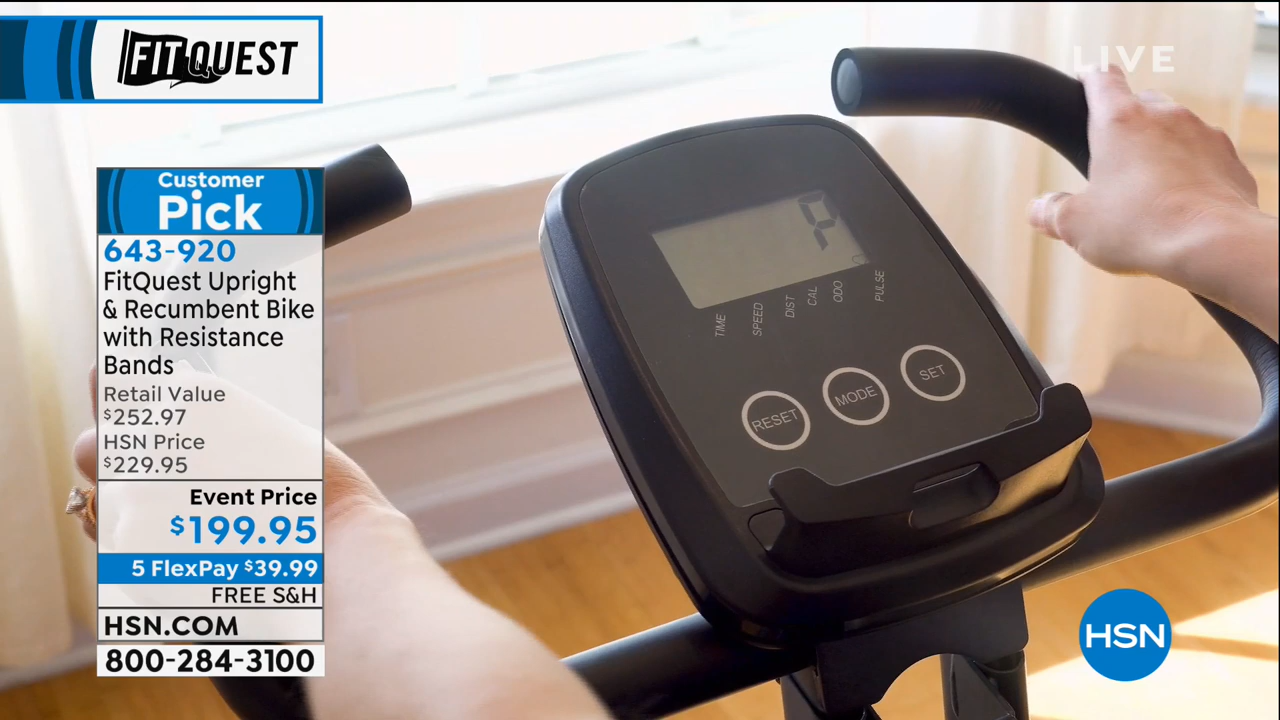 FITQUEST
LIVE
Customer
Pick
643-920
FitQuest Upright
& Recumbent Bike
with Resistance
Bands
Retail Value
$252.97
HSN Price
$229.95
Event Price
$199.95
5 FlexPay $39.99
FREE S&H
HSN.COM
800-284-3100
P
TIME SPEED DIST CAL ODO PULSE
RESET MODE SET
HSN